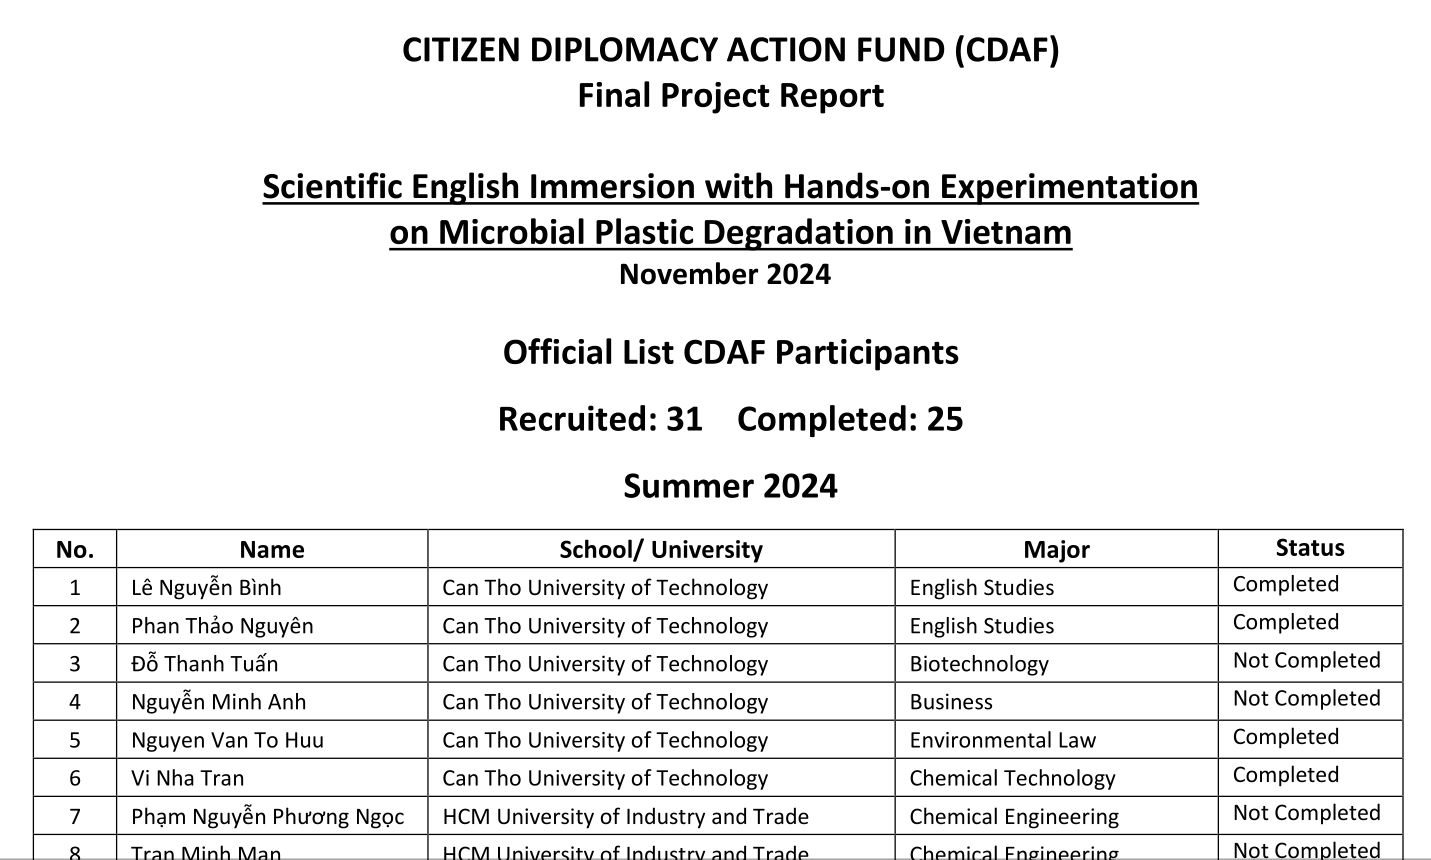 CITIZEN DIPLOMACY ACTION FUND (CDAF)
Final Project Report
Scientific English Immersion with Hands-on Experimentation
on Microbial Plastic Degradation in Vietnam
November 2024
Official List CDAF Participants
Recruited: 31 Completed: 25
Summer 2024
No. Name School/ University Major Status
1 Lê Nguyễn Bình Can Tho University of Technology English Studies Completed
2 Phan Thảo Nguyên Can Tho University of Technology English Studies Completed
3 Đỗ Thanh Tuấn Can Tho University of Technology Biotechnology Not Completed
4 Nguyễn Minh Anh Can Tho University of Technology Business Not Completed
5 Nguyen Van To Huu Can Tho University of Technology Environmental Law Completed
6 Vi Nha Tran Can Tho University of Technology Chemical Technology Completed
7 Phạm Nguyễn Phương Ngọc HCM University of Industry and Trade Chemical Engineering Not Completed
8 Tran Minh Man HCM University of Industry and Trade Chemical Engineering Not Completed